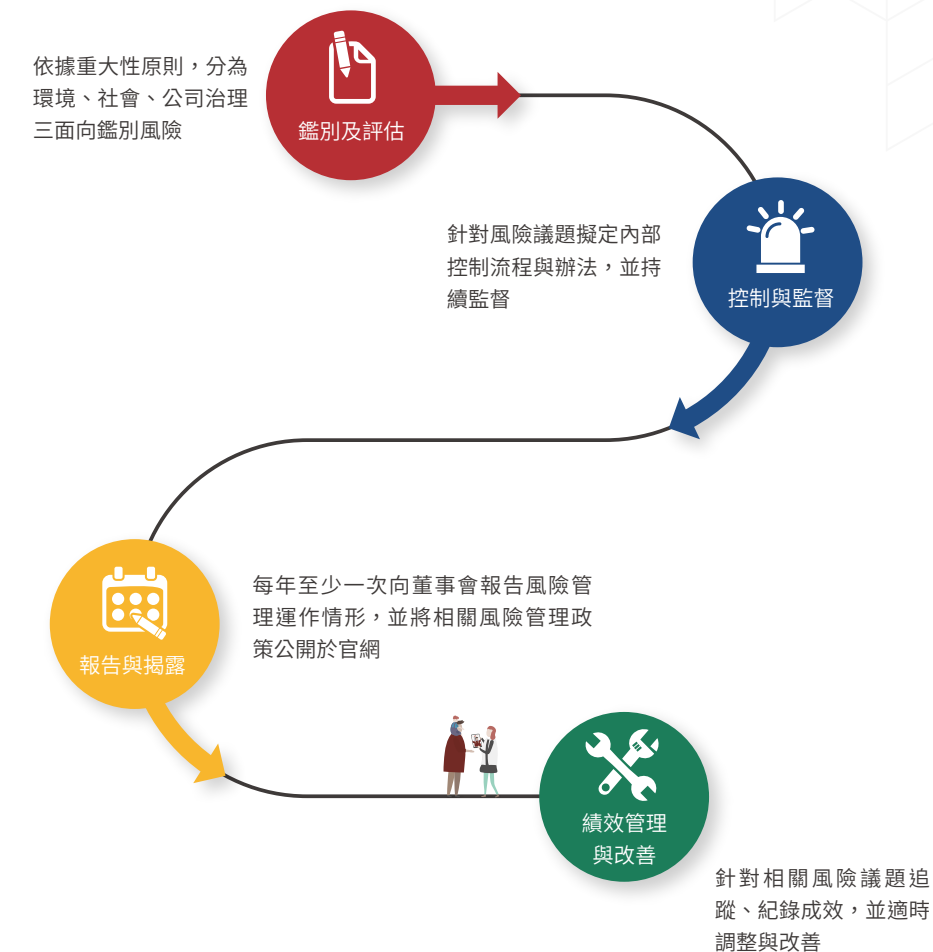 依據重大性原則，分為
環境、社會、公司治理
三面向鑑別風險
鑑別及評估
針對風險議題擬定內部
控制流程與辦法，並持
續監督
控制與監督
報告與揭露
每年至少一次向董事會報告風險管
理運作情形，並將相關風險管理政
策公開於官網
績效管理
與改善
針對相關風險議題追
蹤、紀錄成效，並適時
調整與改善